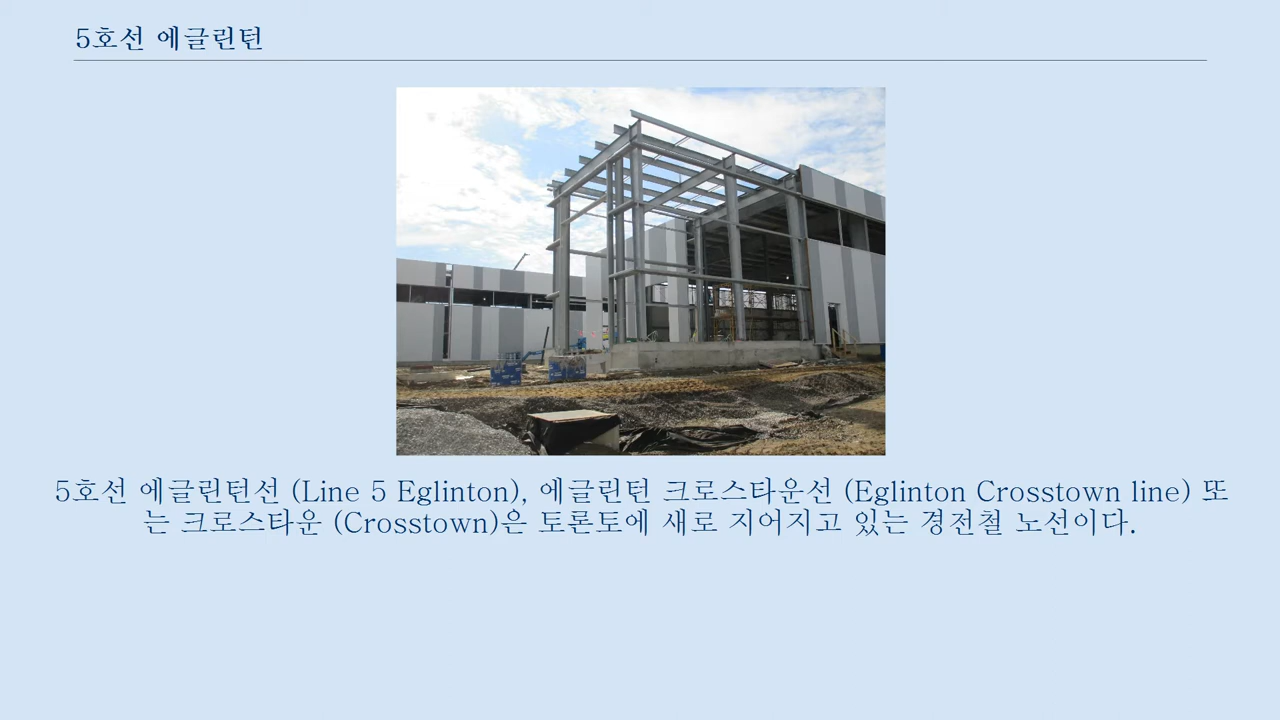 5호선 에글린턴
5호선 에글린턴선 (Line 5 Eglinton), 에글린턴 크로스타운선 (Eglinton Crosstown line) 또
는 크로스타운 (Crosstown)은 토론토에 새로 지어지고 있는 경전철 노선이다.